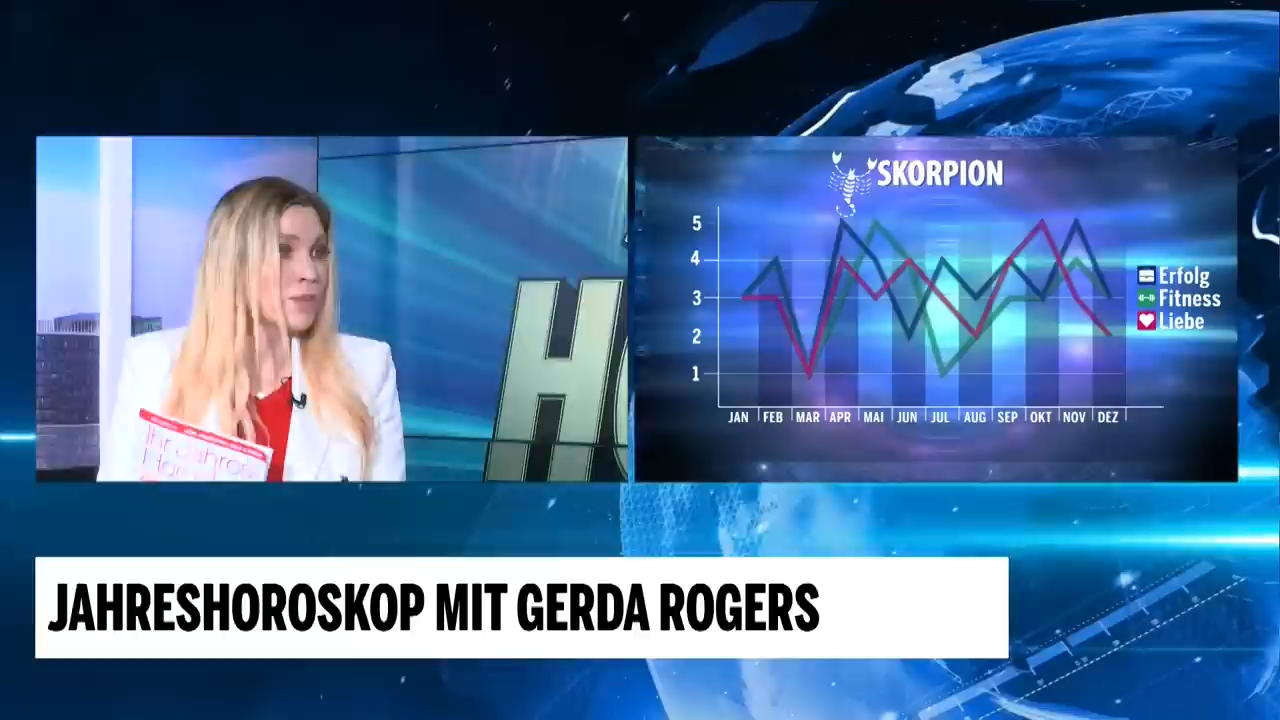 SKORPION
5
4
3
2
1
Erfolg
Fitness
Liebe
JAN FEB MAR APR MAI JUN JUL AUG SEP OKT NOV DEZ
JAHRESHOROSKOP MIT GERDA ROGERS